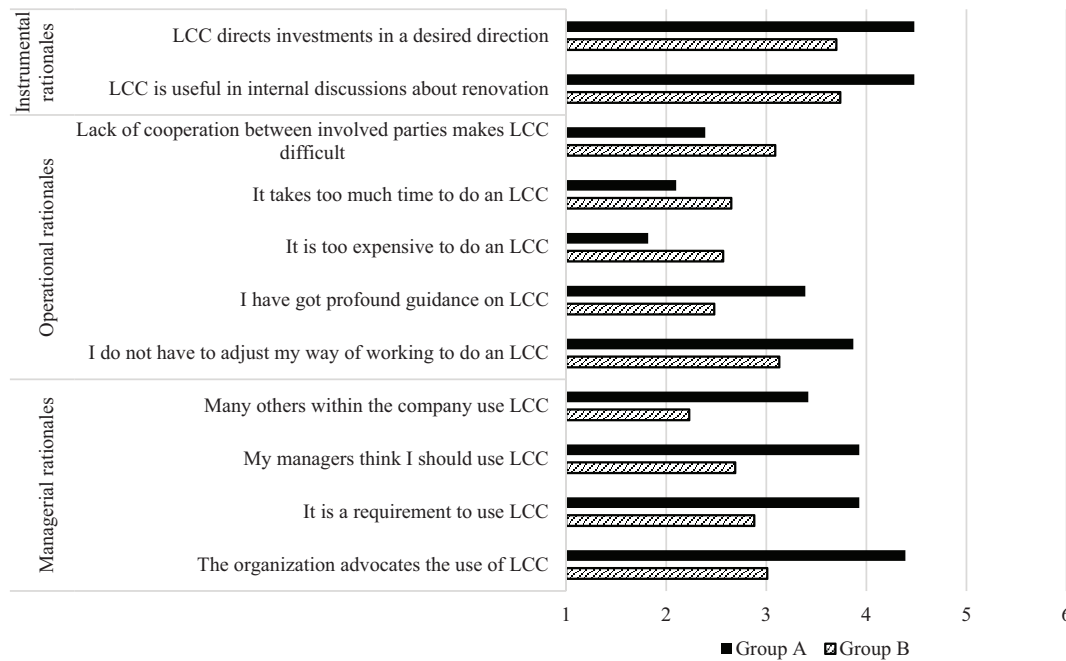 Instrumental
rationales
LCC directs investments in a desired direction
LCC is useful in internal discussions about renovation
Operational rationales
Lack of cooperation between involved parties makes LCC
difficult
It takes too much time to do an LCC
It is too expensive to do an LCC
I have got profound guidance on LCC
I do not have to adjust my way of working to do an LCC
Managerial rationales
Many others within the company use LCC
My managers think I should use LCC
It is a requirement to use LCC
The organization advocates the use of LCC
1 2 3 4 5 6
Group A Group B